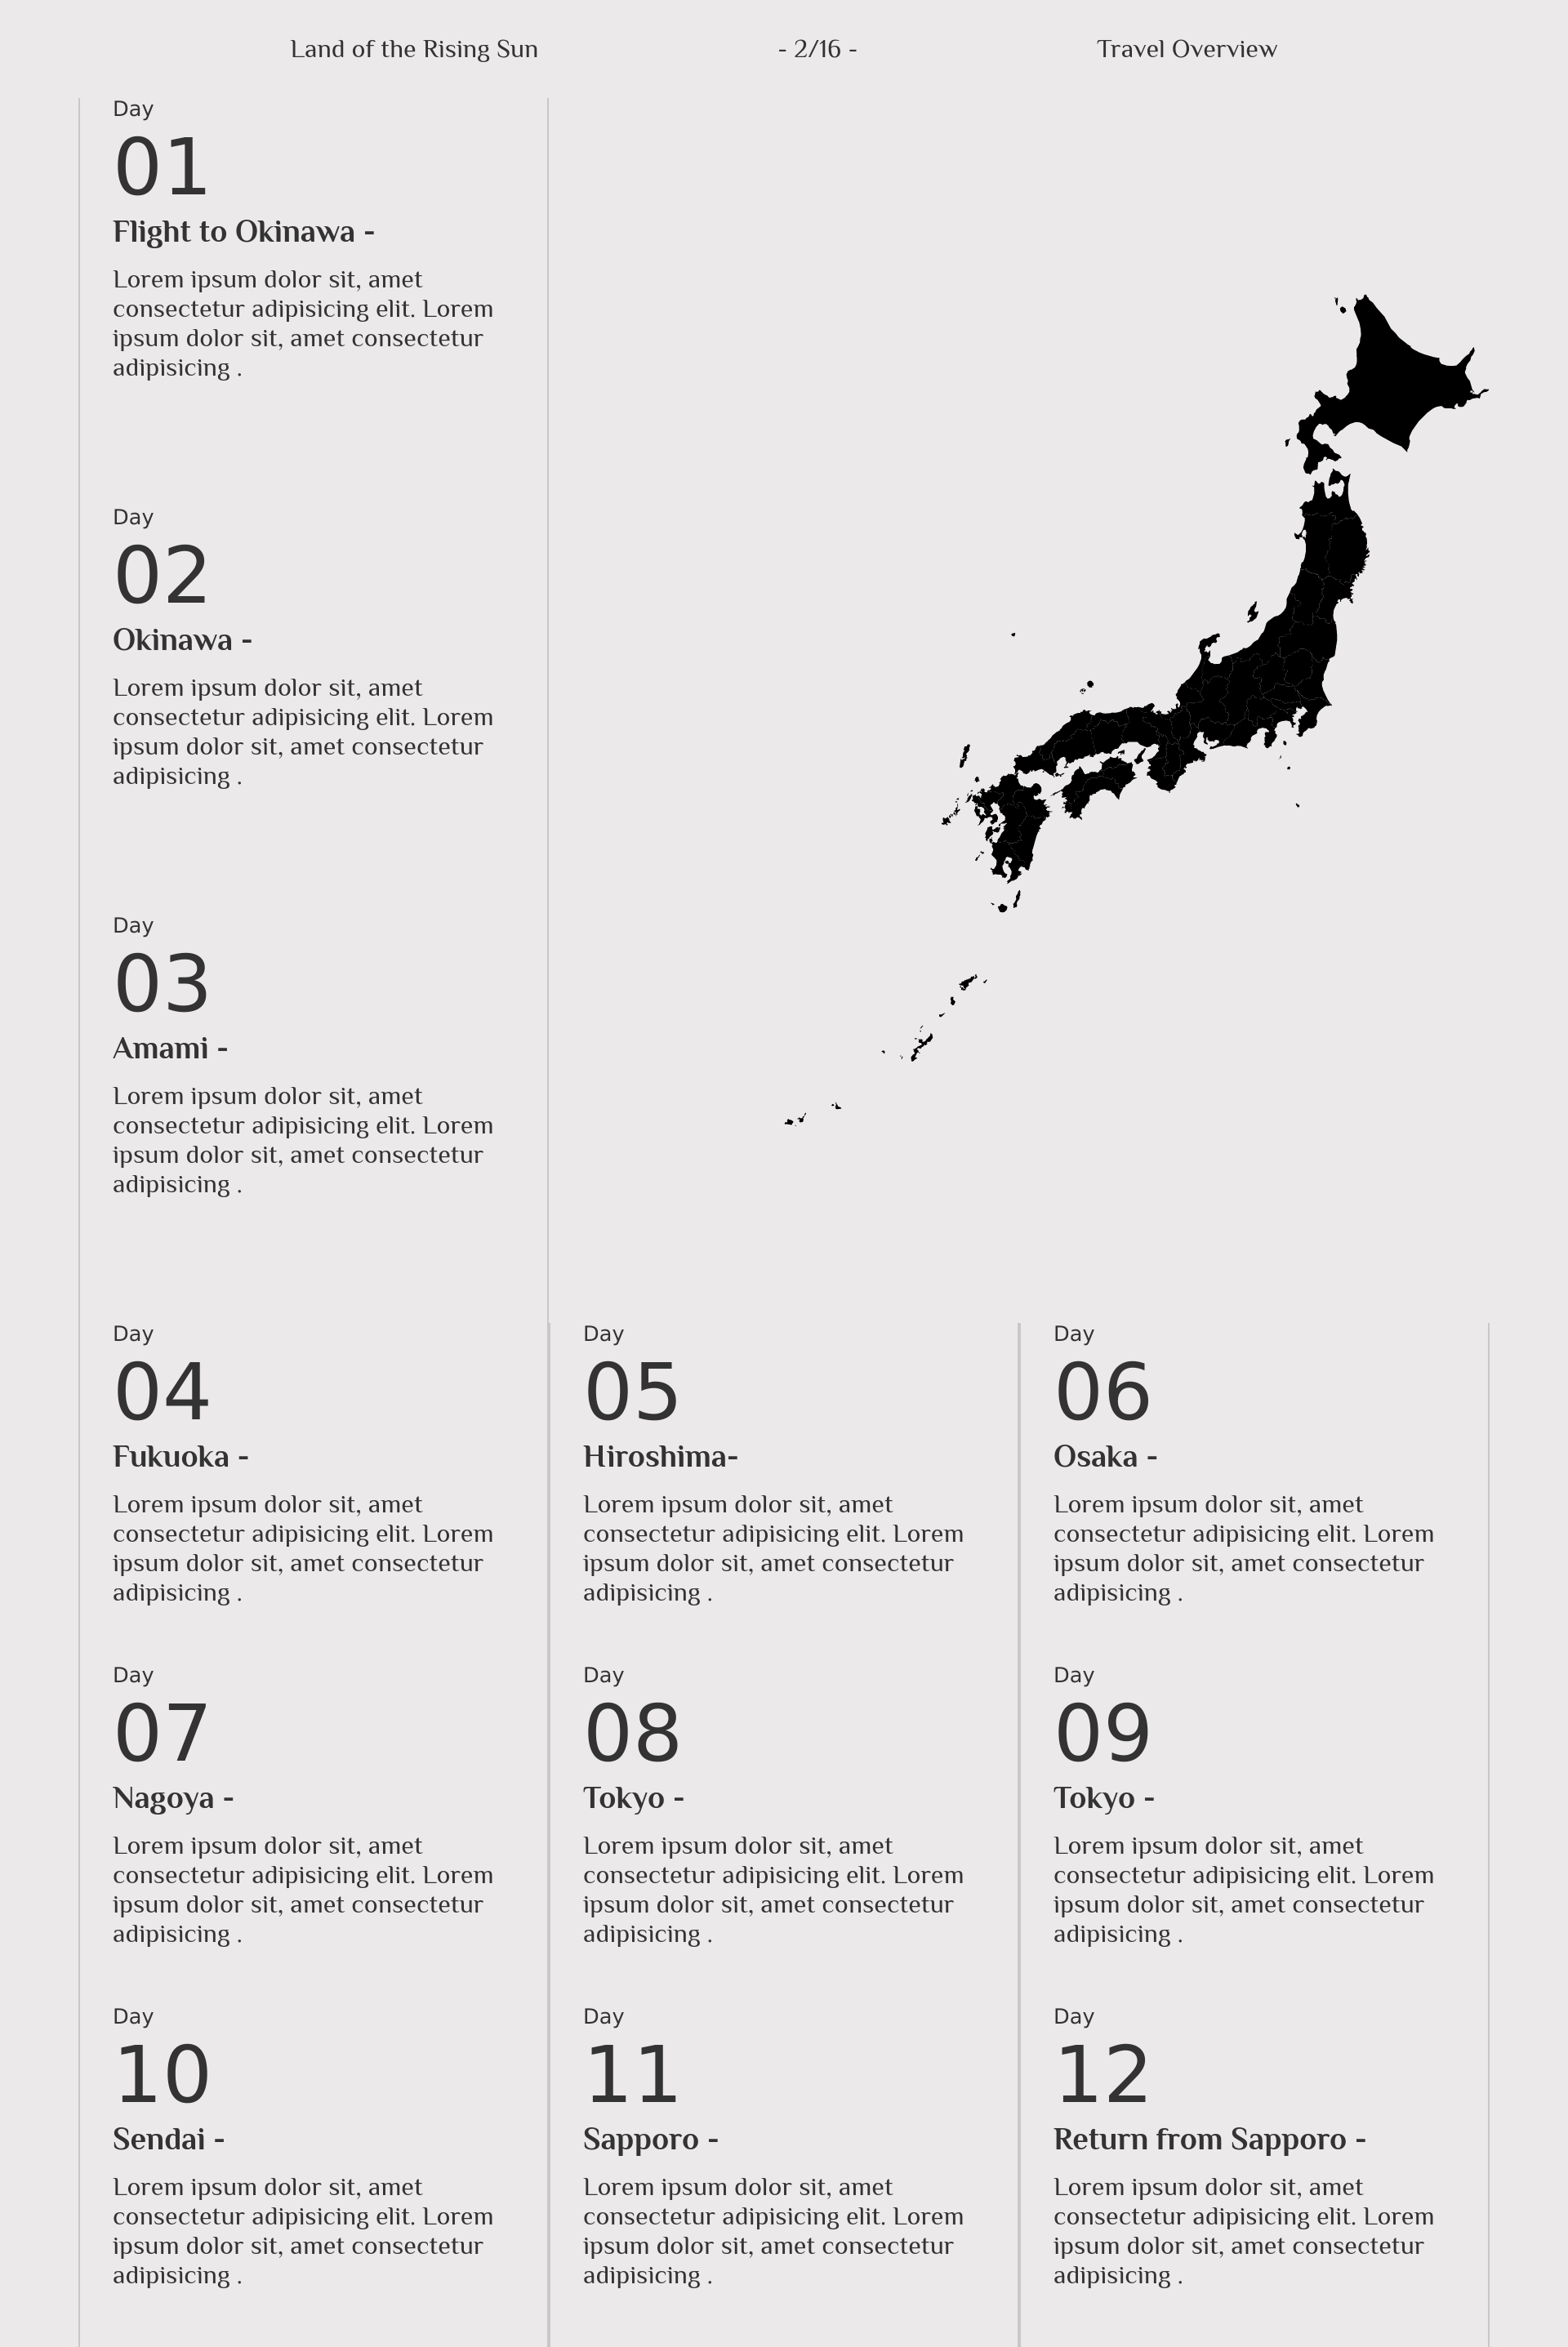 Land of the Rising Sun
- 2/16 -
Travel Overview
Day
01
Flight to Okinawa -
Lorem ipsum dolor sit, amet
consectetur adipisicing elit. Lorem
ipsum dolor sit, amet consectetur
adipisicing .
Day
02
Okinawa -
Lorem ipsum dolor sit, amet
consectetur adipisicing elit. Lorem
ipsum dolor sit, amet consectetur
adipisicing .
Day
03
Amami -
Lorem ipsum dolor sit, amet
consectetur adipisicing elit. Lorem
ipsum dolor sit, amet consectetur
adipisicing .
Day
04
Fukuoka -
Lorem ipsum dolor sit, amet
consectetur adipisicing elit. Lorem
ipsum dolor sit, amet consectetur
adipisicing .
Day
05
Hiroshima-
Lorem ipsum dolor sit, amet
consectetur adipisicing elit. Lorem
ipsum dolor sit, amet consectetur
adipisicing .
Day
06
Osaka -
Lorem ipsum dolor sit, amet
consectetur adipisicing elit. Lorem
ipsum dolor sit, amet consectetur
adipisicing .
Day
07
Nagoya -
Lorem ipsum dolor sit, amet
consectetur adipisicing elit. Lorem
ipsum dolor sit, amet consectetur
adipisicing .
Day
08
Tokyo -
Lorem ipsum dolor sit, amet
consectetur adipisicing elit. Lorem
ipsum dolor sit, amet consectetur
adipisicing .
Day
09
Tokyo -
Lorem ipsum dolor sit, amet
consectetur adipisicing elit. Lorem
ipsum dolor sit, amet consectetur
adipisicing .
Day
10
Sendai -
Lorem ipsum dolor sit, amet
consectetur adipisicing elit. Lorem
ipsum dolor sit, amet consectetur
adipisicing .
Day
11
Sapporo -
Lorem ipsum dolor sit, amet
consectetur adipisicing elit. Lorem
ipsum dolor sit, amet consectetur
adipisicing .
Day
12
Return from Sapporo -
Lorem ipsum dolor sit, amet
consectetur adipisicing elit. Lorem
ipsum dolor sit, amet consectetur
adipisicing .